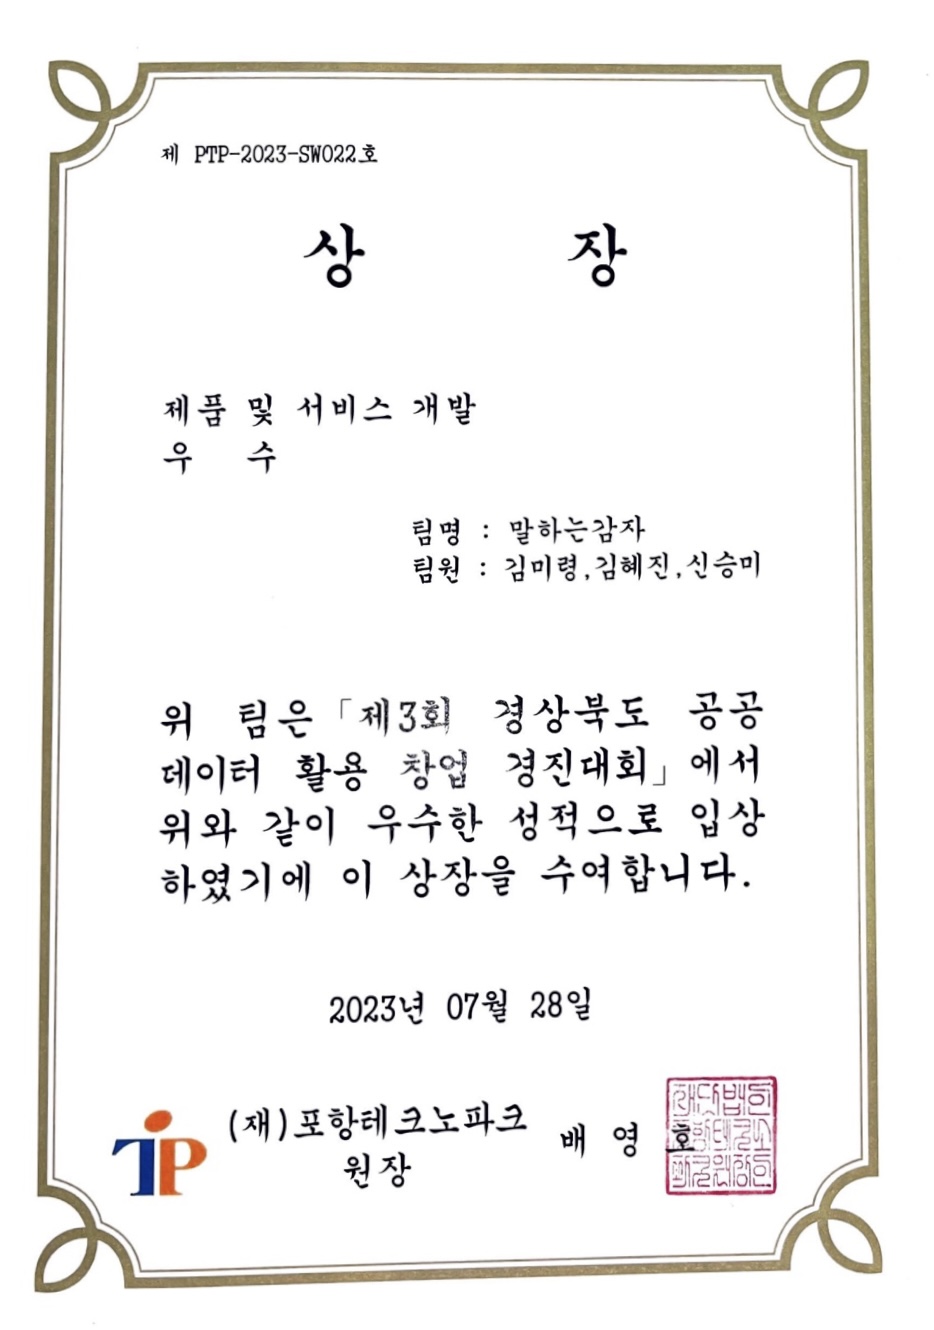 제 PTP-2023-SW022호
상 장
제품 및 서비스 개발
우 수
팀명 : 말하는감자
팀원 : 김미령,김혜진,신승미
위 팀은「제3회 경상북도 공공
데이터 활용 창업 경진대회」에서
위와 같이 우수한 성적으로 입상
하였기에 이 상장을 수여합니다.
2023년 07월 28일
(재)포항테크노파크
원장
배 영 호
TP